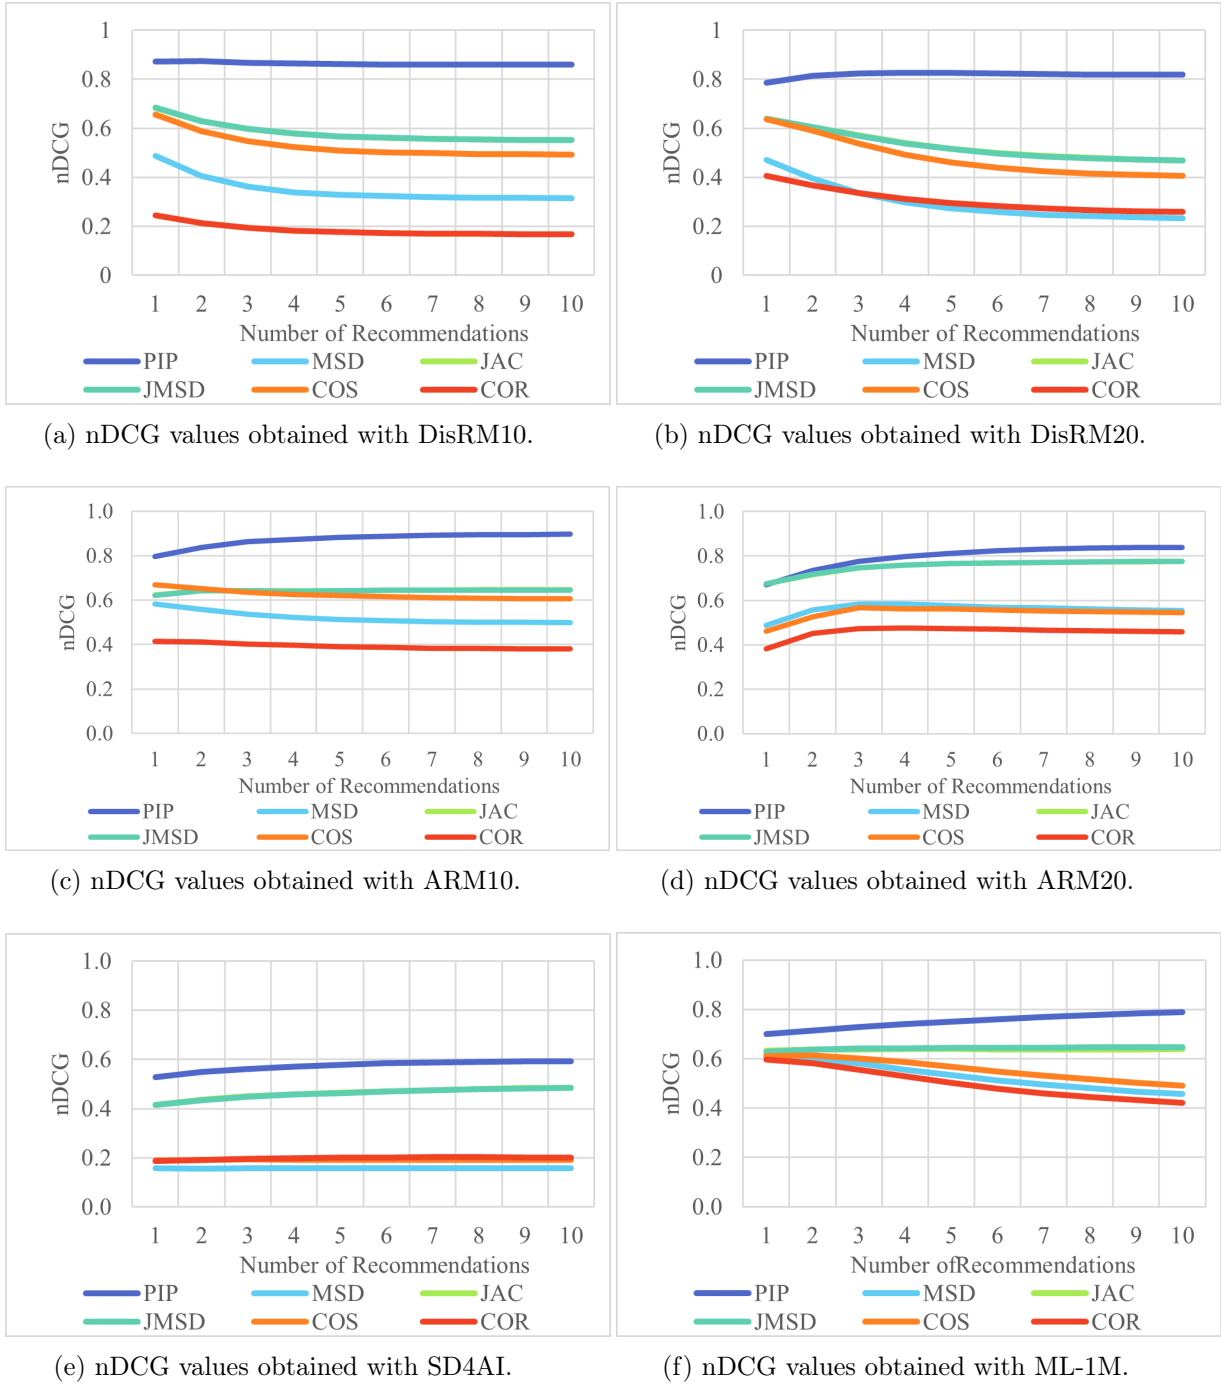 1
0.8
0.6
0.4
0.2
0
nDCG
1 2 3 4 5 6 7 8 9 10
Number of Recommendations
PIP MSD JAC
JMSD COS COR
(a) nDCG values obtained with DisRM10.
1
0.8
0.6
0.4
0.2
0
nDCG
1 2 3 4 5 6 7 8 9 10
Number of Recommendations
PIP MSD JAC
JMSD COS COR
(b) nDCG values obtained with DisRM20.
1.0
0.8
0.6
0.4
0.2
0.0
nDCG
1 2 3 4 5 6 7 8 9 10
Number of Recommendations
PIP MSD JAC
JMSD COS COR
(c) nDCG values obtained with ARM10.
1.0
0.8
0.6
0.4
0.2
0.0
nDCG
1 2 3 4 5 6 7 8 9 10
Number of Recommendations
PIP MSD JAC
JMSD COS COR
(d) nDCG values obtained with ARM20.
1.0
0.8
0.6
0.4
0.2
0.0
nDCG
1 2 3 4 5 6 7 8 9 10
Number of Recommendations
PIP MSD JAC
JMSD COS COR
(e) nDCG values obtained with SD4AI.
1.0
0.8
0.6
0.4
0.2
0.0
nDCG
1 2 3 4 5 6 7 8 9 10
Number ofRecommendations
PIP MSD JAC
JMSD COS COR
(f) nDCG values obtained with ML-1M.